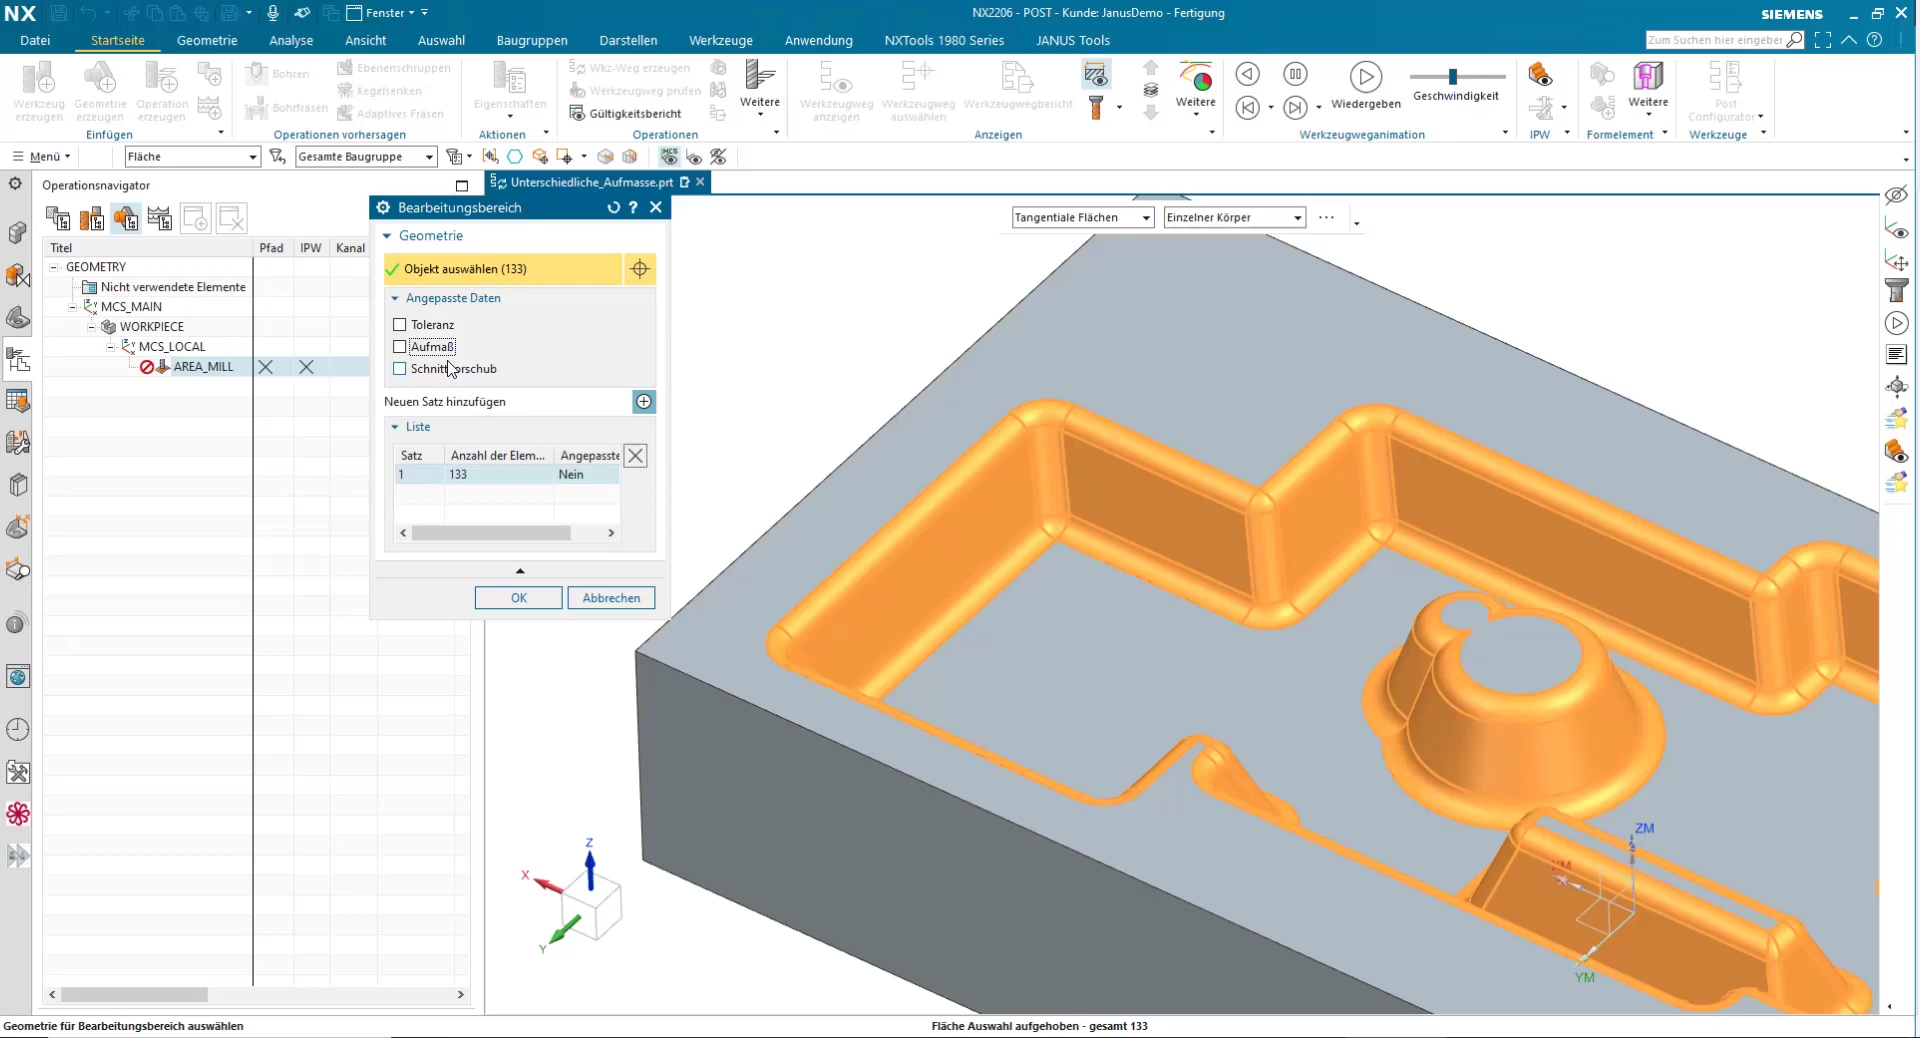 NX
Fenster
NX2206 - POST - Kunde: JanusDemo - Fertigung
SIEMENS
Datei
Startseite
Geometrie
Analyse
Ansicht
Auswahl
Baugruppen
Darstellen
Werkzeuge
Anwendung
NXTools 1980 Series
JANUS Tools
Zum Suchen hier eingeber
Werkzeug erzeugen
Geometrie erzeugen
Operation erzeugen
Einfügen
Bohren
Bohrfräsen
Ebenenschruppen
Kegelsenken
Adaptives Fräsen
Operationen vorhersagen
Eigenschaften
Aktionen
Wkz-Weg erzeugen
Werkzeugweg prüfen
Gültigkeitsbericht
Weitere
Operationen
Werkzeugweg anzeigen
Werkzeugweg auswählen
Werkzeugwegbericht
Weitere
Anzeigen
Wiedergeben
Geschwindigkeit
Werkzeugweganimation
IPW
Weitere
Formelement
Post Configurator
Werkzeuge
Menü
Fläche
Gesamte Baugruppe
MCS
Operationsnavigator
Unterschiedliche_Aufmasse.prt
Titel
Pfad
IPW
Kanal
GEOMETRY
Nicht verwendete Elemente
MCS_MAIN
WORKPIECE
MCS_LOCAL
AREA_MILL
Bearbeitungsbereich
Geometrie
Objekt auswählen (133)
Angepasste Daten
Toleranz
Aufmaß
Neuen Satz hinzufügen
Liste
Satz
Anzahl der Elem...
Angepasste
1
133
Nein
OK
Abbrechen
Tangentiale Flächen
Einzelner Körper
Z
X
Y
ZM
XM
YM
Geometrie für Bearbeitungsbereich auswählen
Fläche Auswahl aufgehoben - gesamt 133